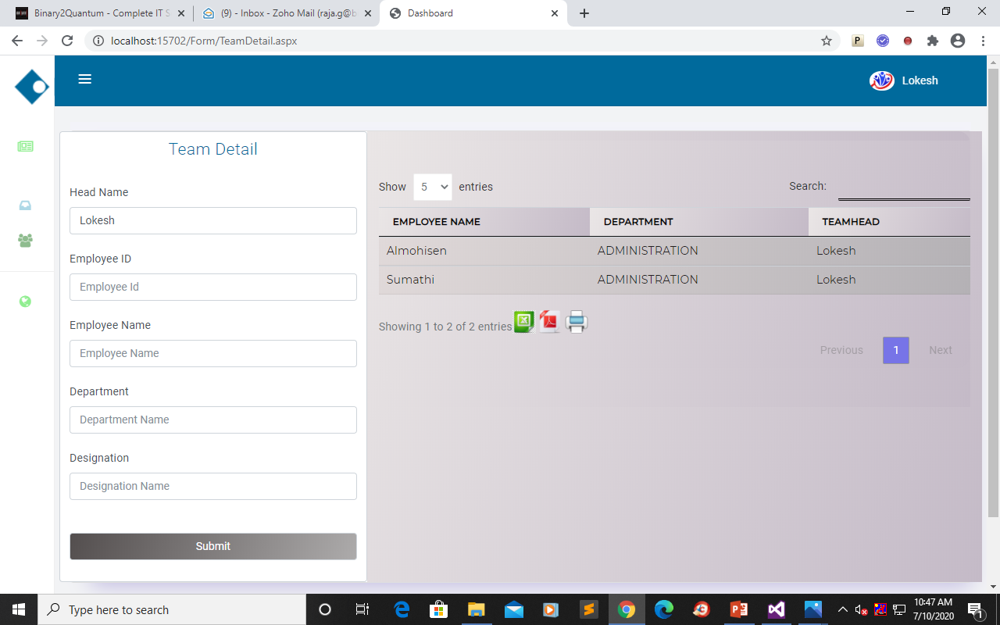 Binary2Quantum - Complete IT S
(9) - Inbox - Zoho Mail (raja.g@b
Dashboard
localhost:15702/Form/TeamDetail.aspx
P
Lokesh
Team Detail
Head Name
Lokesh
Employee ID
Employee Id
Employee Name
Employee Name
Department
Department Name
Designation
Designation Name
Submit
Show 5 entries
Search:
EMPLOYEE NAME DEPARTMENT TEAMHEAD
Almohisen ADMINISTRATION Lokesh
Sumathi ADMINISTRATION Lokesh
Showing 1 to 2 of 2 entries
Previous 1 Next
Type here to search
10:47 AM
7/10/2020
1